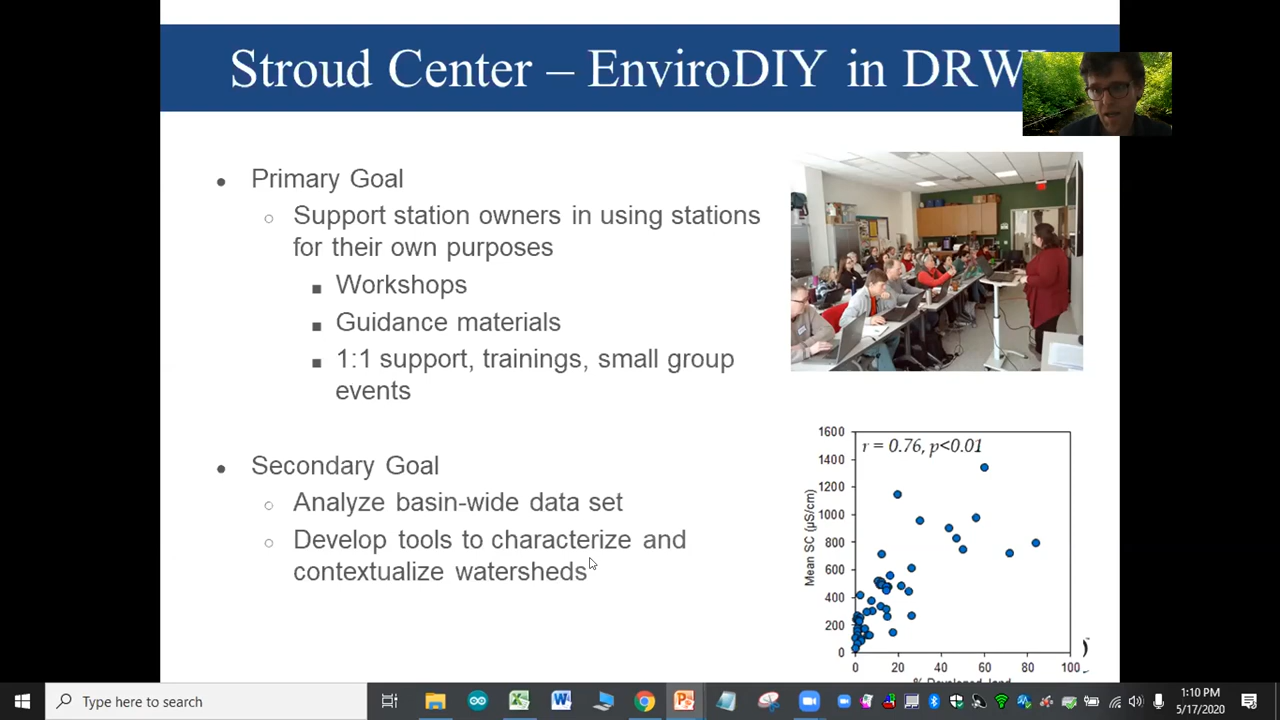 Stroud Center – EnviroDIY in DRW
Primary Goal
Support station owners in using stations
for their own purposes
Workshops
Guidance materials
1:1 support, trainings, small group
events
Secondary Goal
Analyze basin-wide data set
Develop tools to characterize and
contextualize watersheds
r = 0.76, p<0.01
Mean SC (µS/cm)
1600
1400
1200
1000
800
600
400
200
0
0 20 40 60 80 100
% Developed land
)
Type here to search
1:10 PM
5/17/2020